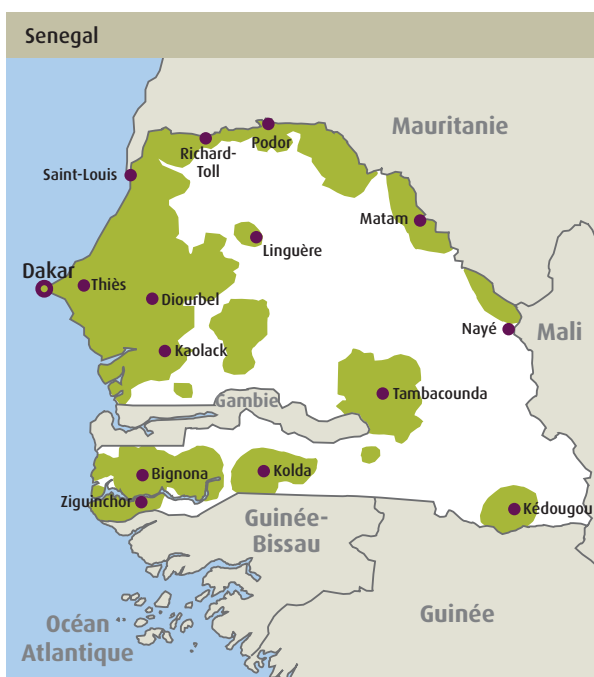 Senegal
Mauritanie
Podor
Richard-
Toll
Saint-Louis
Matam
Linguère
Dakar
Thiès
Diourbel
Nayé
Mali
Kaolack
Tambacounda
Gambie
Bignona
Kolda
Ziguinchor
Kédougou
Guinée-
Bissau
Guinée
Océan
Atlantique